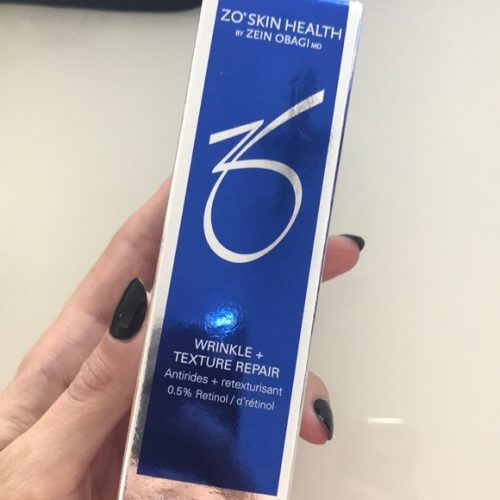 ZO® SKIN HEALTH
BY ZEIN OBAGI MD
WRINKLE +
TEXTURE REPAIR
Antirides + retexturisant
0.5% Retinol / d'rétinol